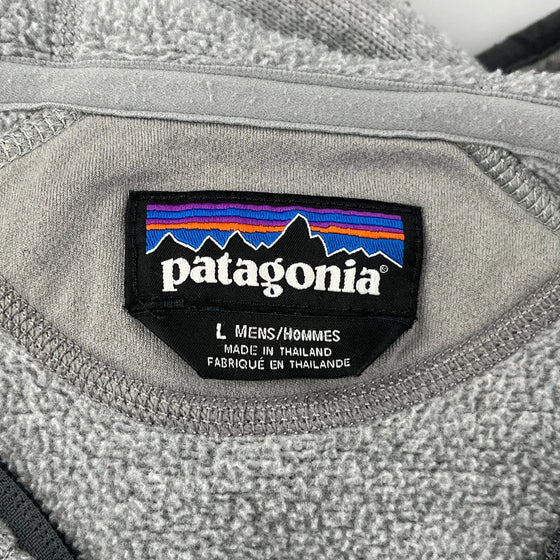 patagonia®
L MENS/HOMMES
MADE IN THAILAND
FABRIQUÉ EN THAILANDE